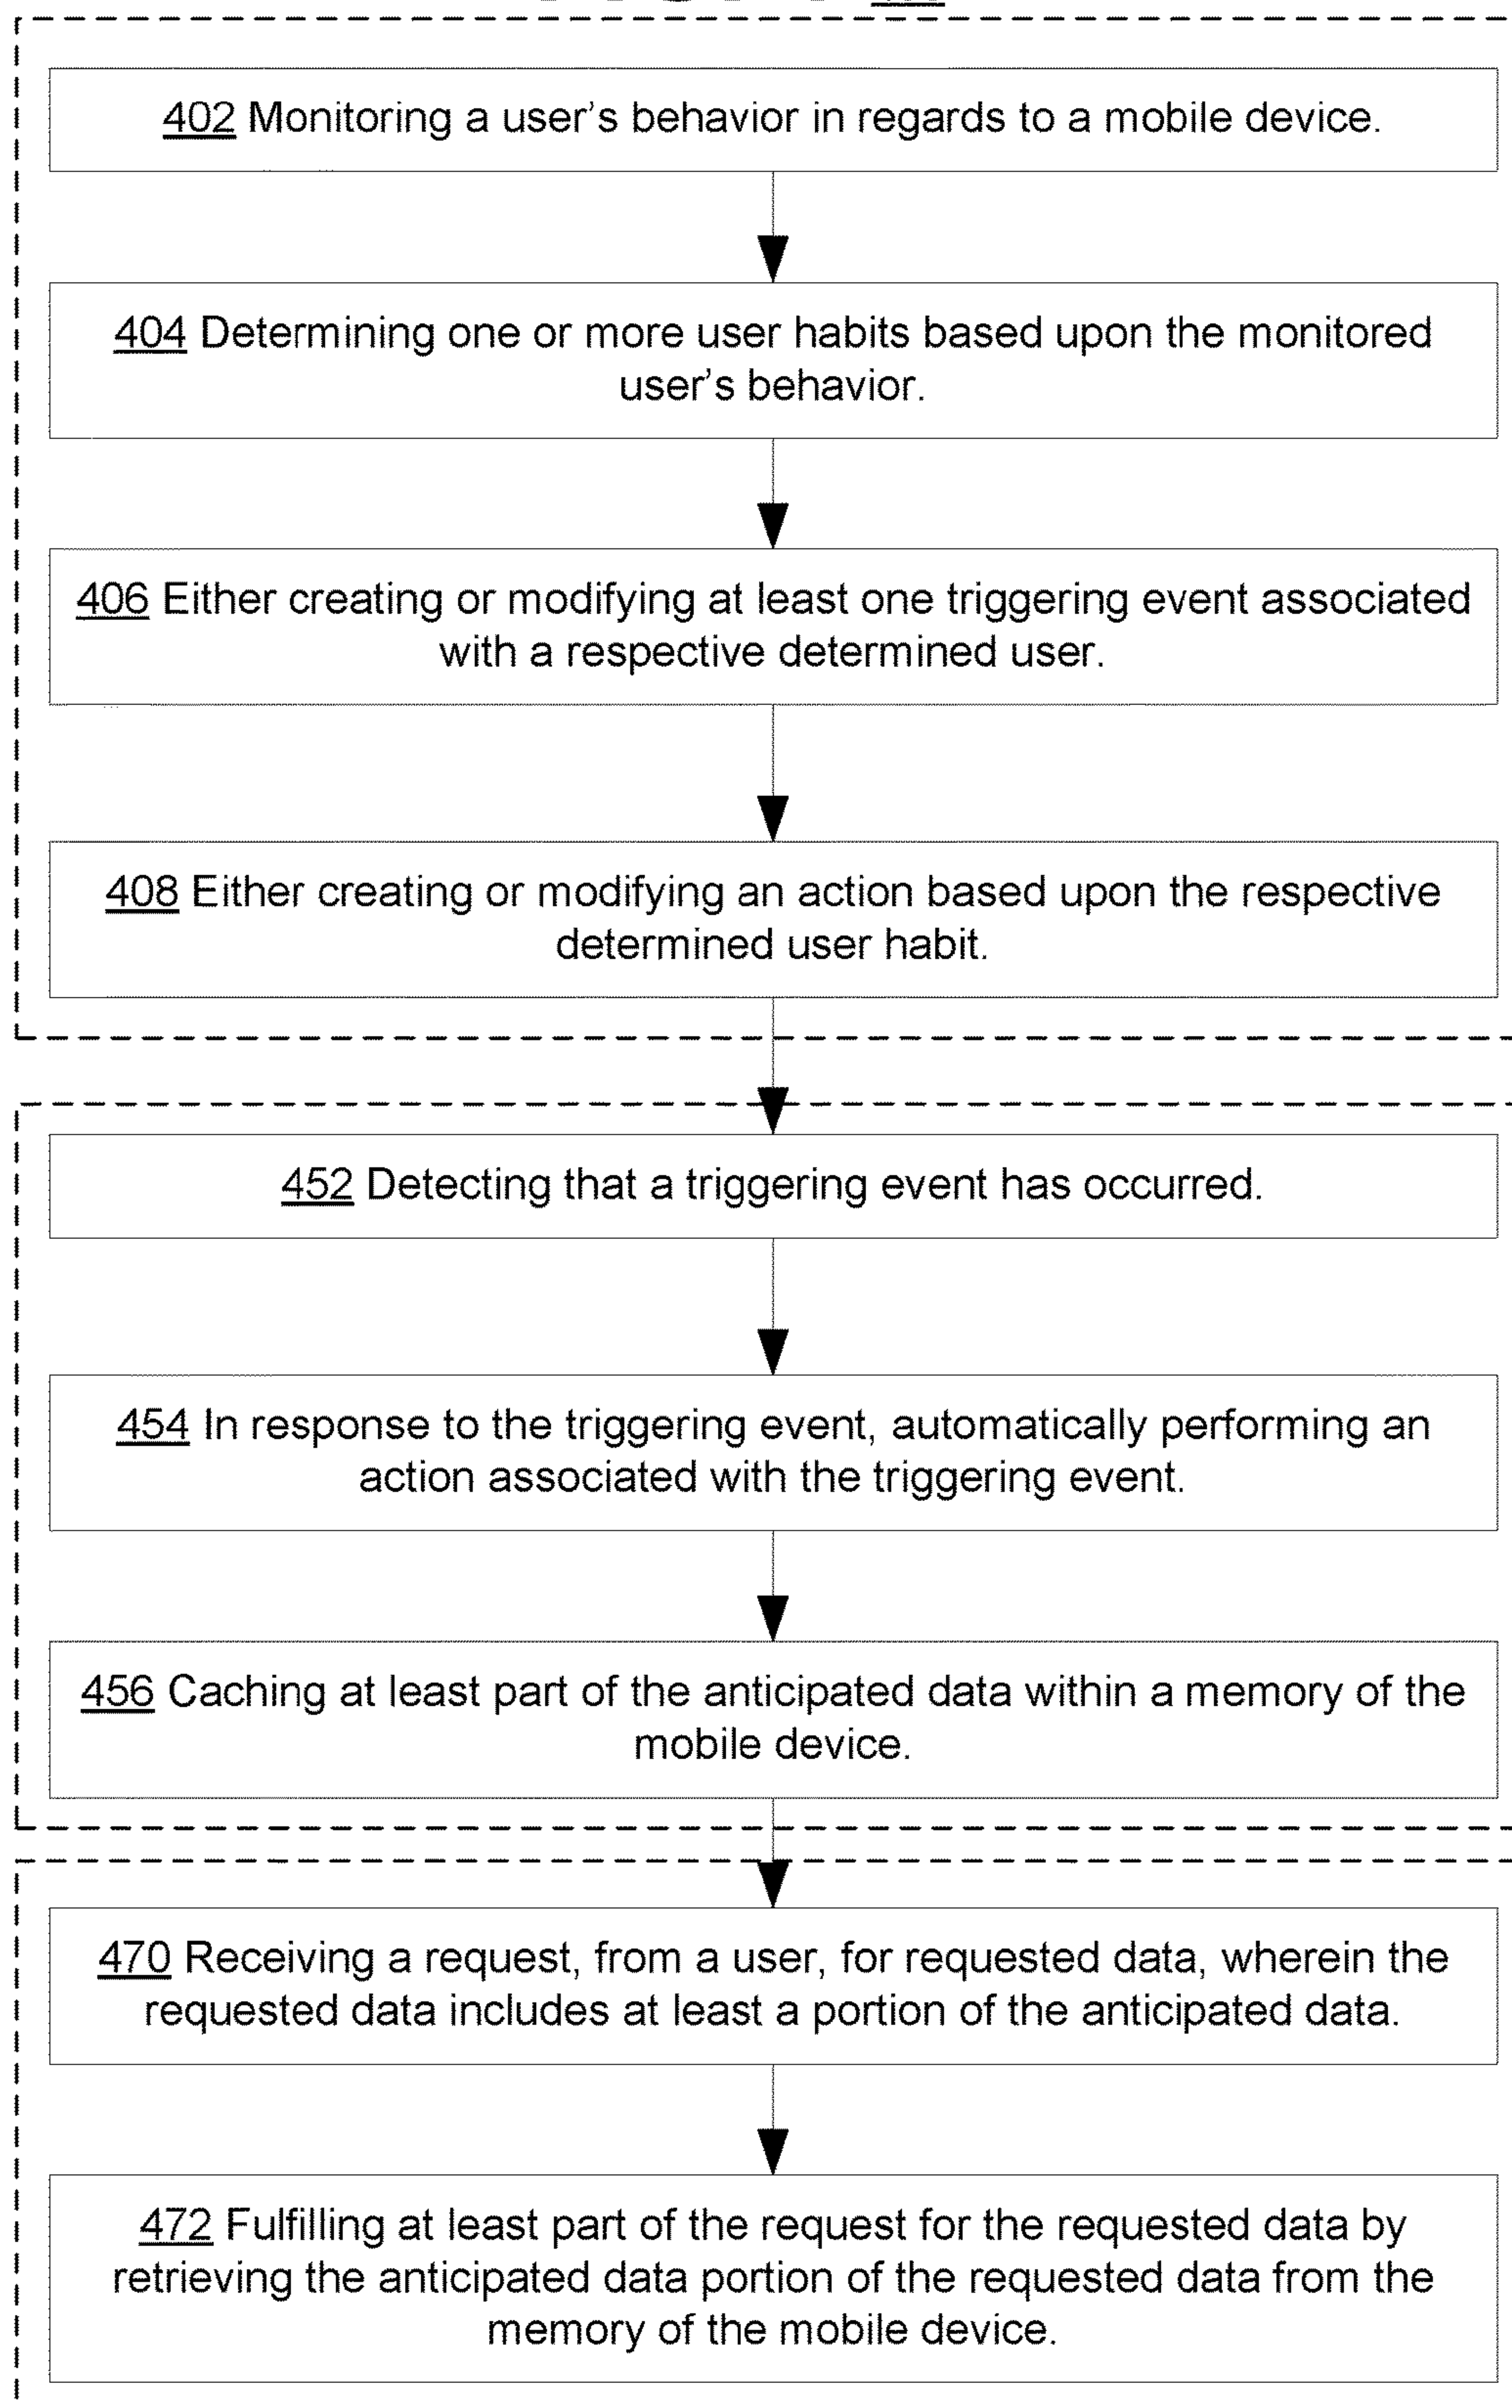 402 Monitoring a user's behavior in regards to a mobile device.
404 Determining one or more user habits based upon the monitored
user's behavior.
406 Either creating or modifying at least one triggering event associated
with a respective determined user.
408 Either creating or modifying an action based upon the respective
determined user habit.
452 Detecting that a triggering event has occurred.
454 In response to the triggering event, automatically performing an
action associated with the triggering event.
456 Caching at least part of the anticipated data within a memory of the
mobile device.
470 Receiving a request, from a user, for requested data, wherein the
requested data includes at least a portion of the anticipated data.
472 Fulfilling at least part of the request for the requested data by
retrieving the anticipated data portion of the requested data from the
memory of the mobile device.